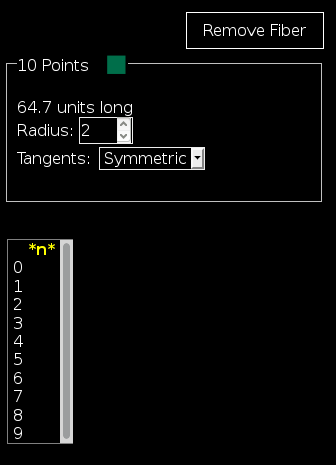 Remove Fiber
10 Points
64.7 units long
Radius: 2
Tangents: Symmetric
*n*
0
1
2
3
4
5
6
7
8
9